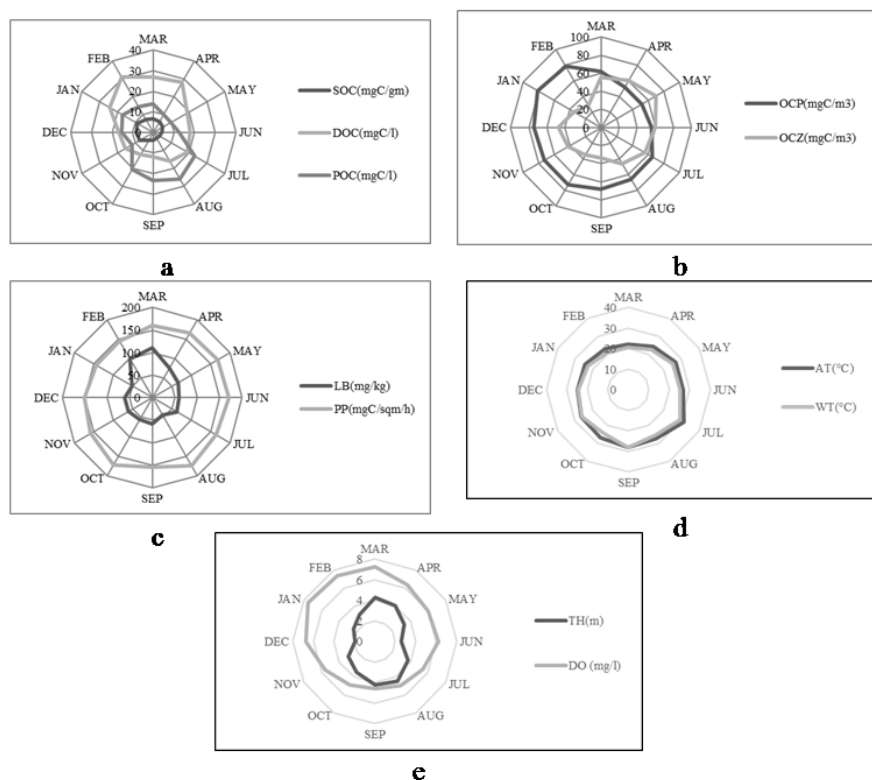 MAR
40
FEB
APR
30
20
JAN
MAY
10
DEC
0
JUN
NOV
JUL
OCT
AUG
SEP
SOC(mgC/gm)
DOC(mgC/l)
POC(mgC/l)
a
MAR
100
FEB
APR
80
60
JAN
MAY
40
20
DEC
0
JUN
NOV
JUL
OCT
AUG
SEP
OCP(mgC/m3)
OCZ(mgC/m3)
b
MAR
200
FEB
APR
150
JAN
100
MAY
50
DEC
0
JUN
NOV
JUL
OCT
AUG
SEP
LB(mg/kg)
PP(mgC/sqm/h)
c
MAR
40
FEB
APR
30
JAN
20
MAY
10
DEC
0
JUN
NOV
JUL
OCT
AUG
SEP
AT(°C)
WT(°C)
d
MAR
8
FEB
APR
6
JAN
4
MAY
2
DEC
0
JUN
NOV
JUL
OCT
AUG
SEP
TH(m)
DO (mg/l)
e